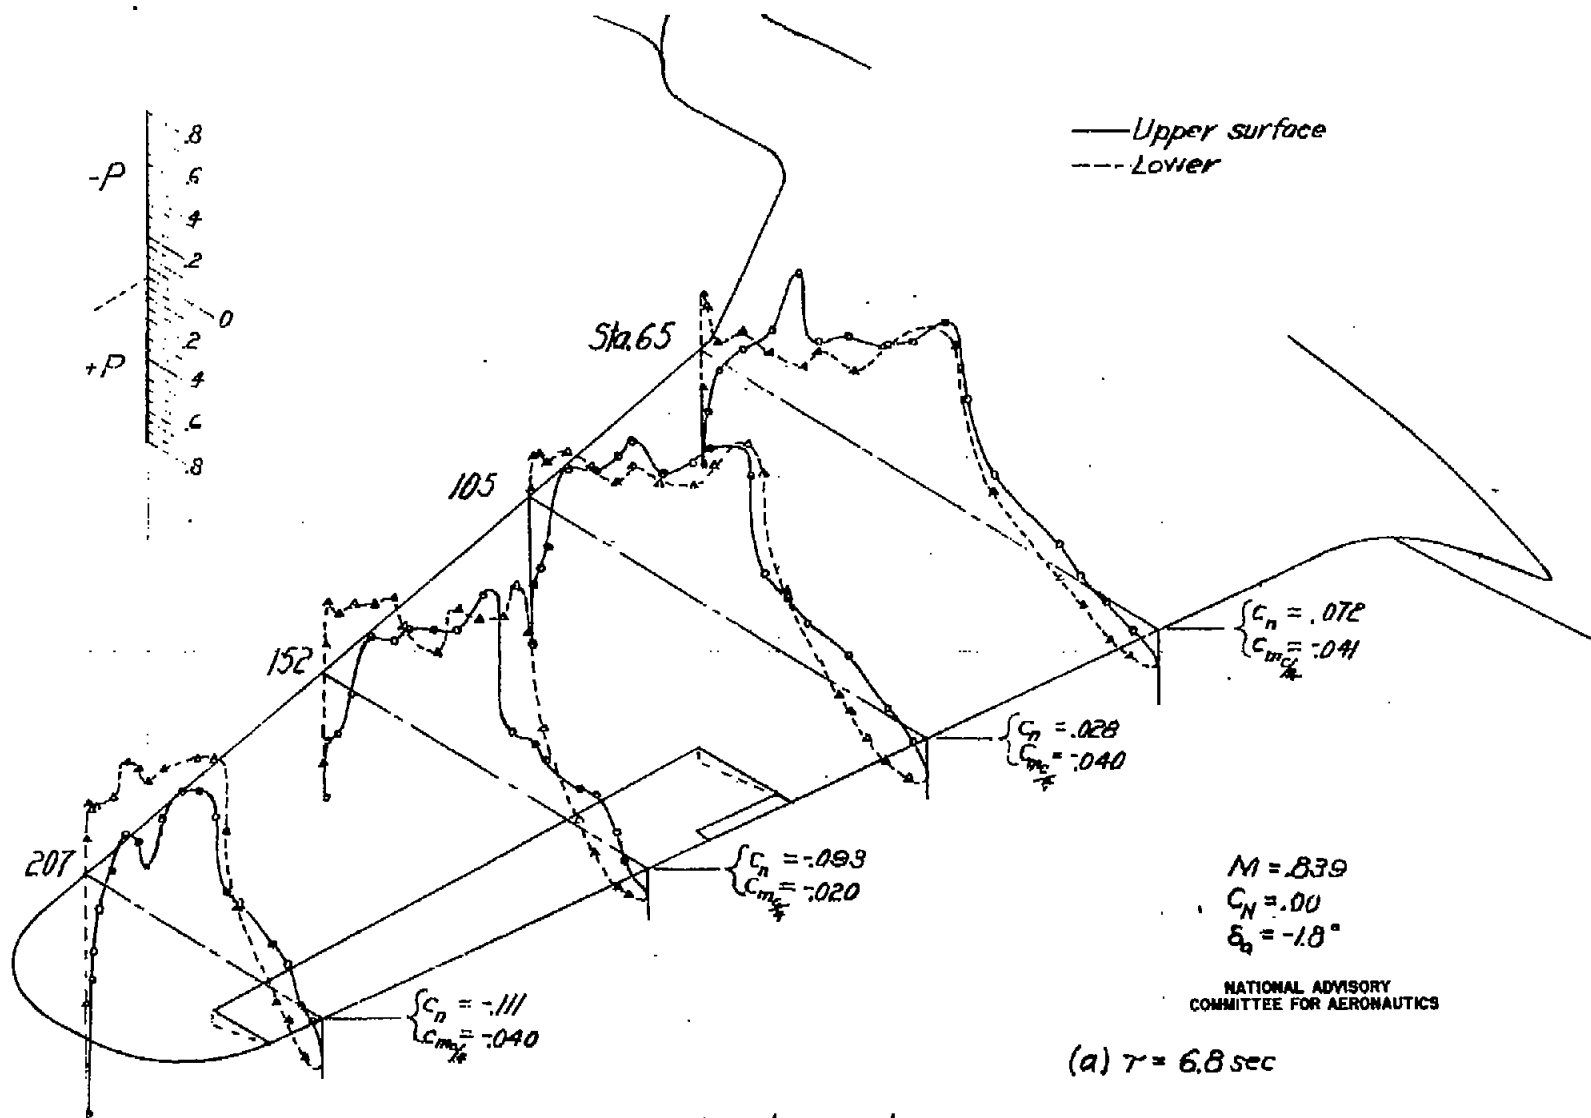 Upper surface
Lower
-P
.8
.6
.4
.2
0
+P
.2
.4
.6
.8
Sta. 65
105
152
207
Cn = .072
Cmc/4 = -.041
Cn = .028
Cmc/4 = -.040
Cn = -.093
Cmc/4 = -.020
Cn = -.111
Cmc/4 = -.040
M = .839
CN = .00
δa = -1.8°
NATIONAL ADVISORY
COMMITTEE FOR AERONAUTICS
(a) τ = 6.8 sec